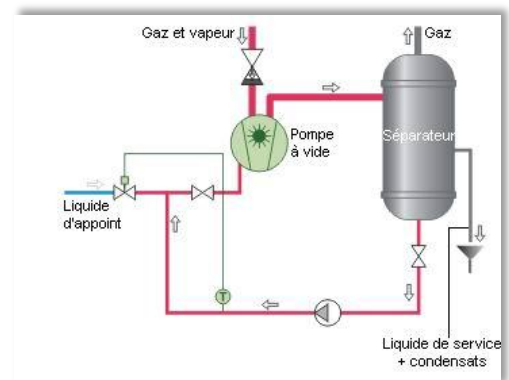 Gaz et vapeur
Gaz
Pompe
à vide
Séparateur
Liquide
d'appoint
T
Liquide de service
+ condensats